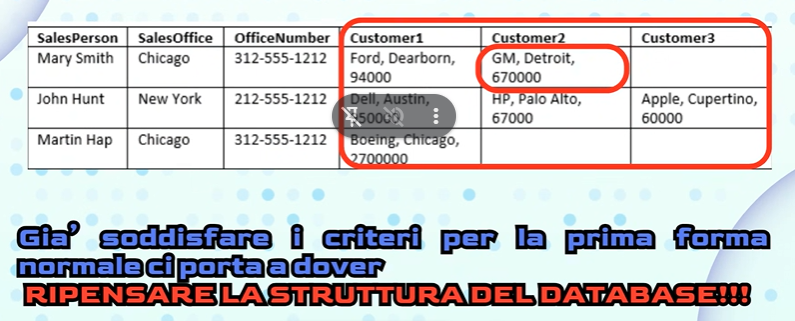 SalesPerson SalesOffice OfficeNumber Customer1 Customer2 Customer3
Mary Smith Chicago 312-555-1212 Ford, Dearborn, GM, Detroit,
94000 670000
John Hunt New York 212-555-1212 Dell, Austin, HP, Palo Alto, Apple, Cupertino,
67000 60000
Martin Hap Chicago 312-555-1212 Boeing, Chicago,
2700000
Gia' soddisfare i criteri per la prima forma
normale ci porta a dover
RIPENSARE LA STRUTTURA DEL DATABASE!!!